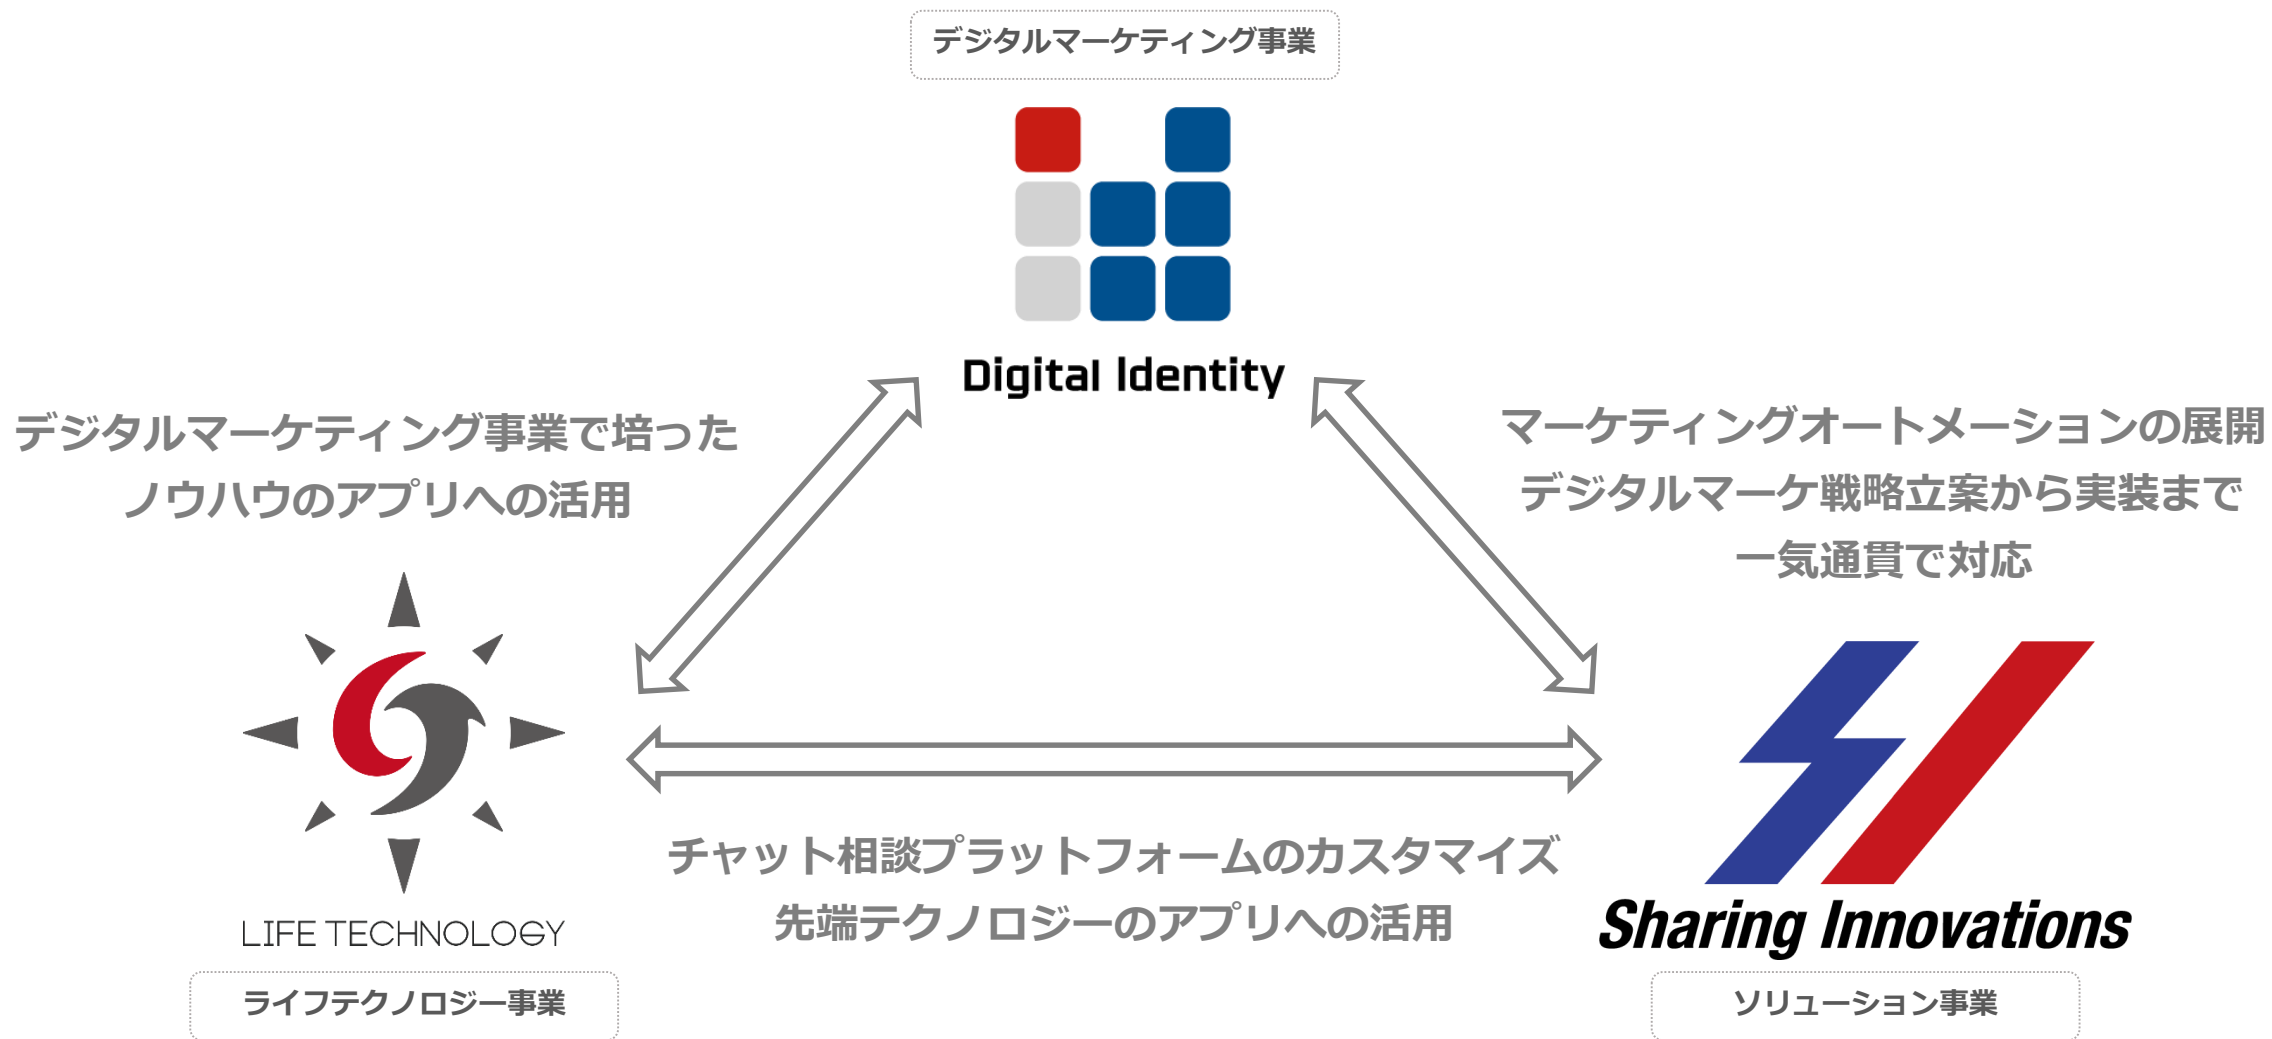 デジタルマーケティング事業
Digital Identity
デジタルマーケティング事業で培った
ノウハウのアプリへの活用
マーケティングオートメーションの展開
デジタルマーケ戦略立案から実装まで
一気通貫で対応
チャット相談プラットフォームのカスタマイズ
先端テクノロジーのアプリへの活用
LIFE TECHNOLOGY
ライフテクノロジー事業
Sharing Innovations
ソリューション事業